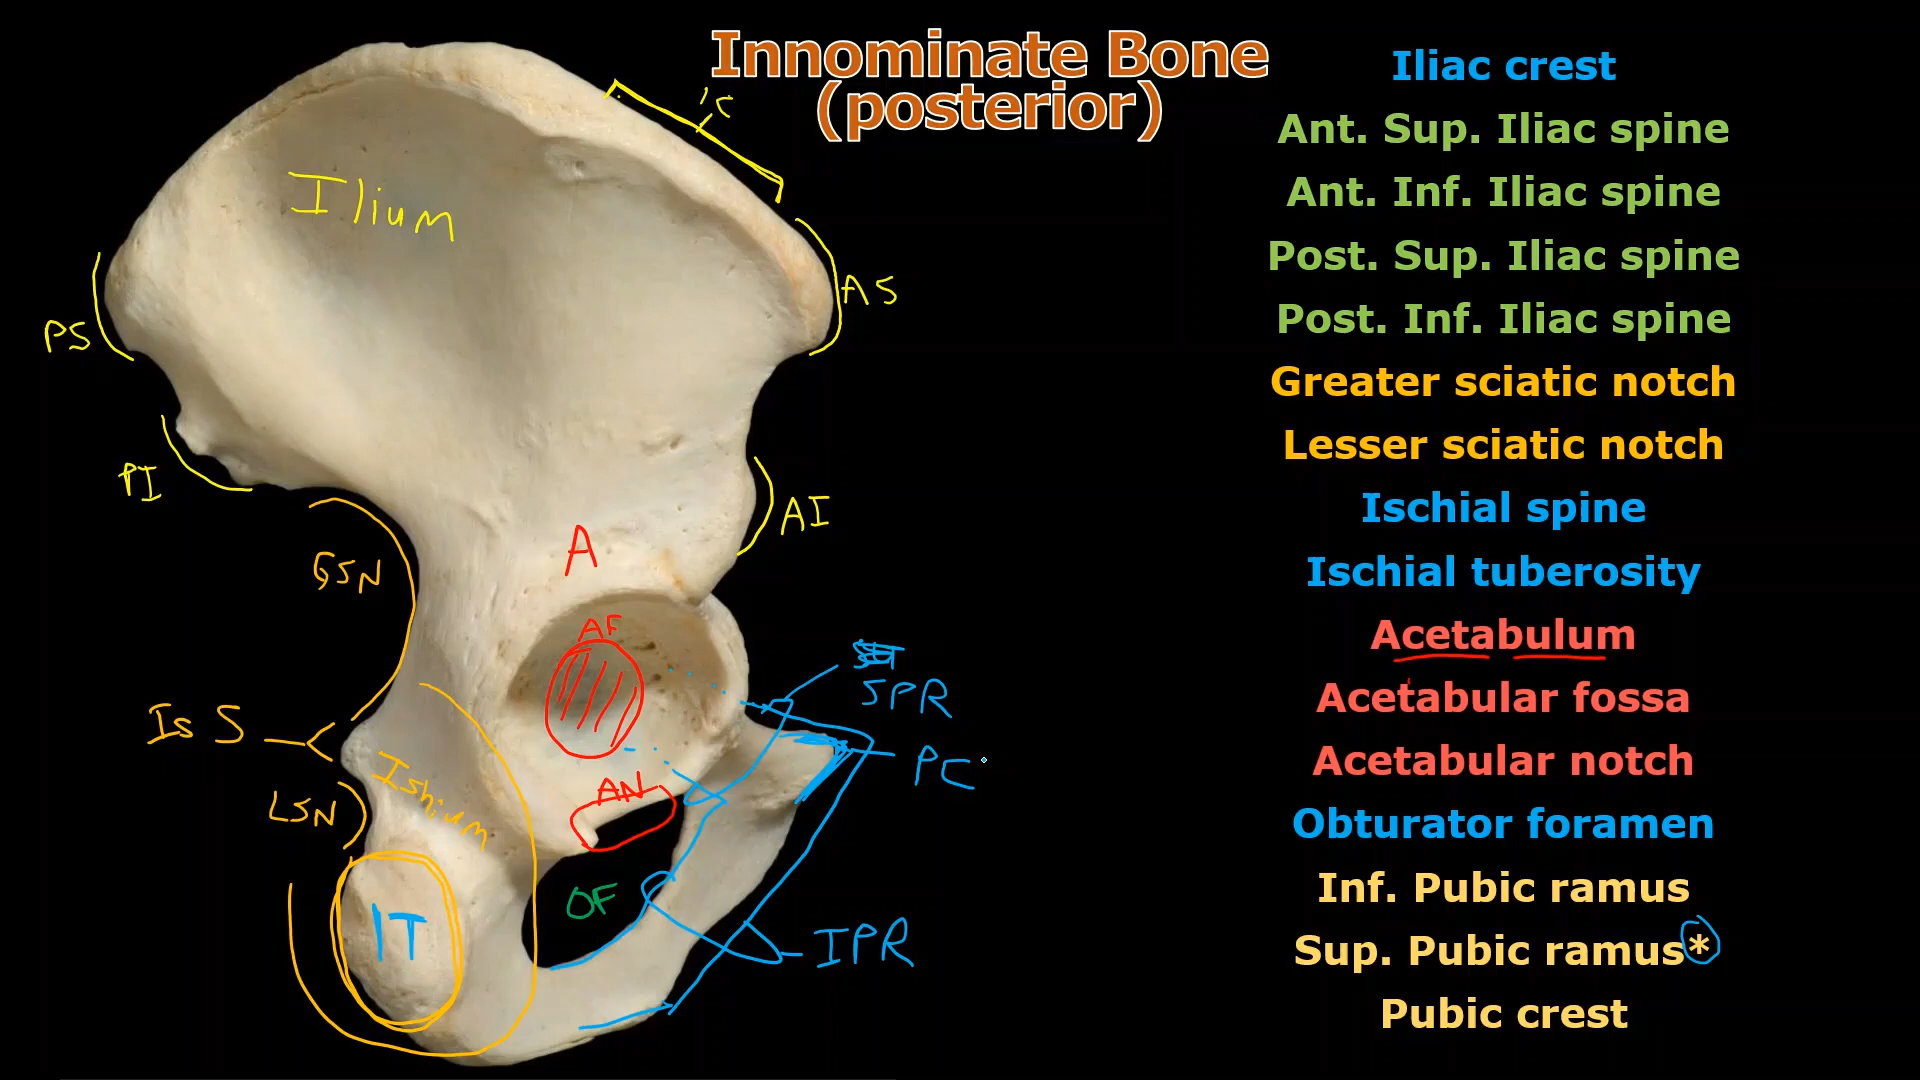 Innominate Bone
(posterior)
Iliac crest
Ant. Sup. Iliac spine
Ant. Inf. Iliac spine
Post. Sup. Iliac spine
Post. Inf. Iliac spine
Greater sciatic notch
Lesser sciatic notch
Ischial spine
Ischial tuberosity
Acetabulum
Acetabular fossa
Acetabular notch
Obturator foramen
Inf. Pubic ramus
Sup. Pubic ramus*
Pubic crest
IC
Ilium
AS
PS
PI
AI
A
GSN
AF
SPR
Is S
PC
Ishium
AN
LSN
OF
IT
IPR